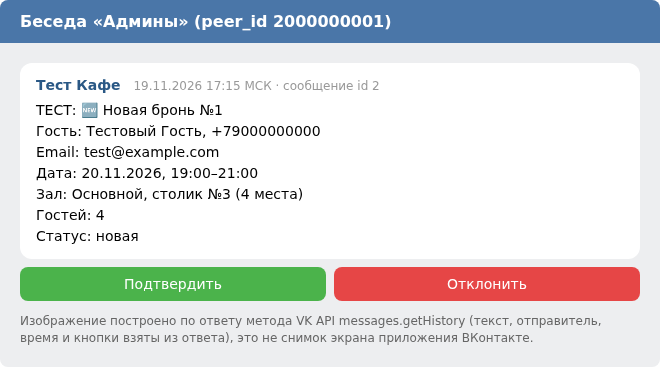 Беседа «Админы» (peer_id 2000000001)
Тест Кафе 19.11.2026 17:15 МСК · сообщение id 2
ТЕСТ: 🆕 Новая бронь №1
Гость: Тестовый Гость, +79000000000
Email: test@example.com
Дата: 20.11.2026, 19:00–21:00
Зал: Основной, столик №3 (4 места)
Гостей: 4
Статус: новая
Подтвердить Отклонить
Изображение построено по ответу метода VK API messages.getHistory (текст, отправитель,
время и кнопки взяты из ответа), это не снимок экрана приложения ВКонтакте.